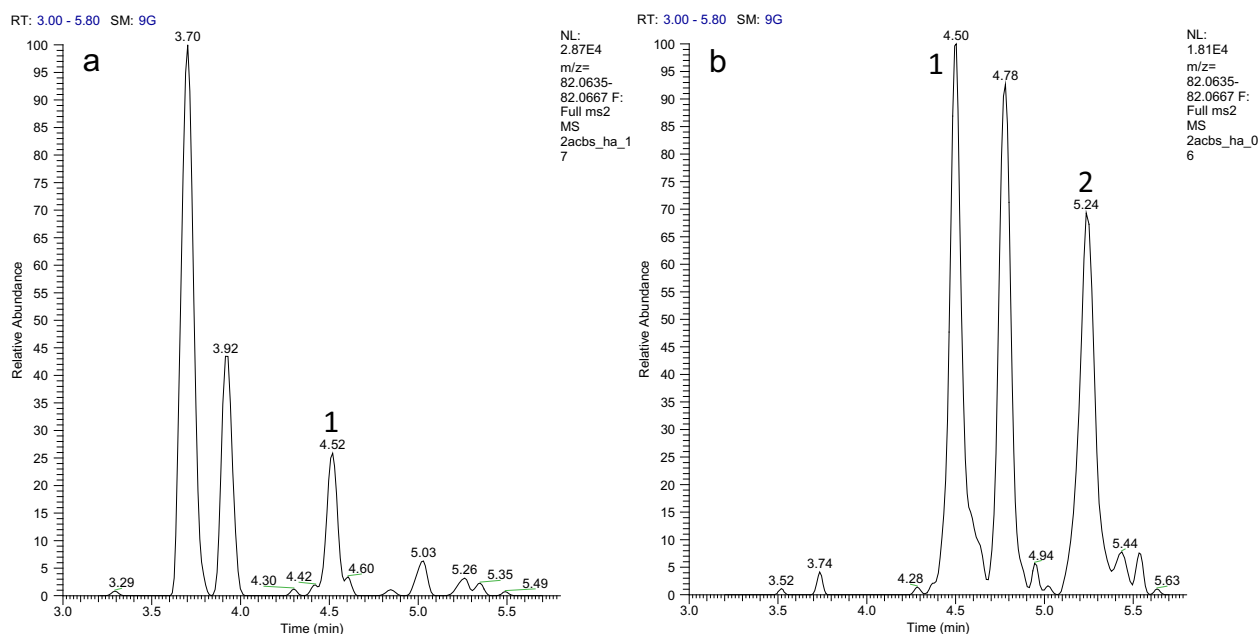 RT: 3.00 - 5.80 SM: 9G
a
NL:
2.87E4
m/z=
82.0635-
82.0667 F:
Full ms2
MS
2acbs_ha_1
7
Relative Abundance
100
95
90
85
80
75
70
65
60
55
50
45
40
35
30
25
20
15
10
5
0
3.70
3.92
1
4.52
3.29
4.30
4.42
4.60
5.03
5.26
5.35
5.49
3.0 3.5 4.0 4.5 5.0 5.5
Time (min)
RT: 3.00 - 5.80 SM: 9G
b
NL:
1.81E4
m/z=
82.0635-
82.0667 F:
Full ms2
MS
2acbs_ha_0
6
Relative Abundance
100
95
90
85
80
75
70
65
60
55
50
45
40
35
30
25
20
15
10
5
0
1
4.50
4.78
2
5.24
3.52
3.74
4.28
4.94
5.44
5.63
3.0 3.5 4.0 4.5 5.0 5.5
Time (min)